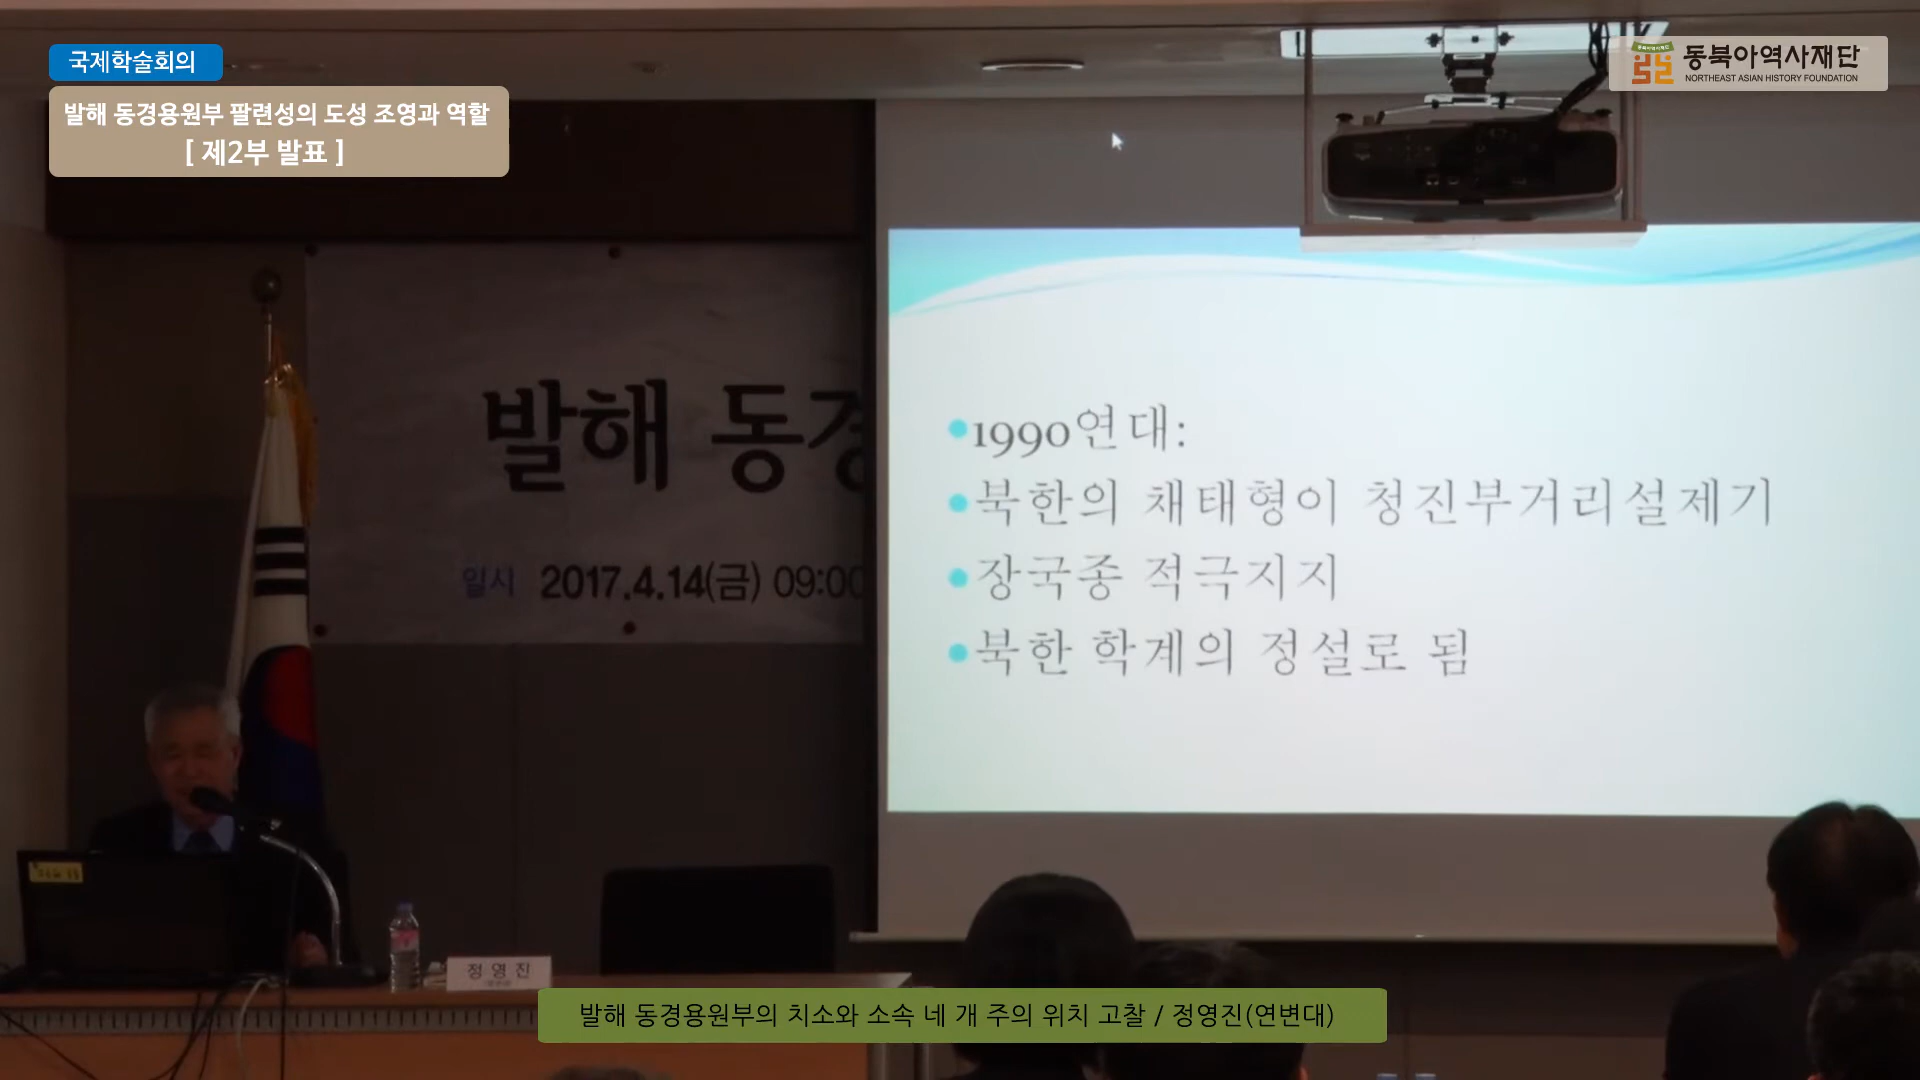 국제학술회의
발해 동경용원부 팔련성의 도성 조영과 역할
[ 제2부 발표 ]
동북아역사재단
NORTHEAST ASIAN HISTORY FOUNDATION
발해 동경
일시 2017.4.14(금) 09:00
1990연대:
북한의 채태형이 청진부거리설제기
장국종 적극지지
북한 학계의 정설로 됨
정영진
발해 동경용원부의 치소와 소속 네 개 주의 위치 고찰 / 정영진(연변대)